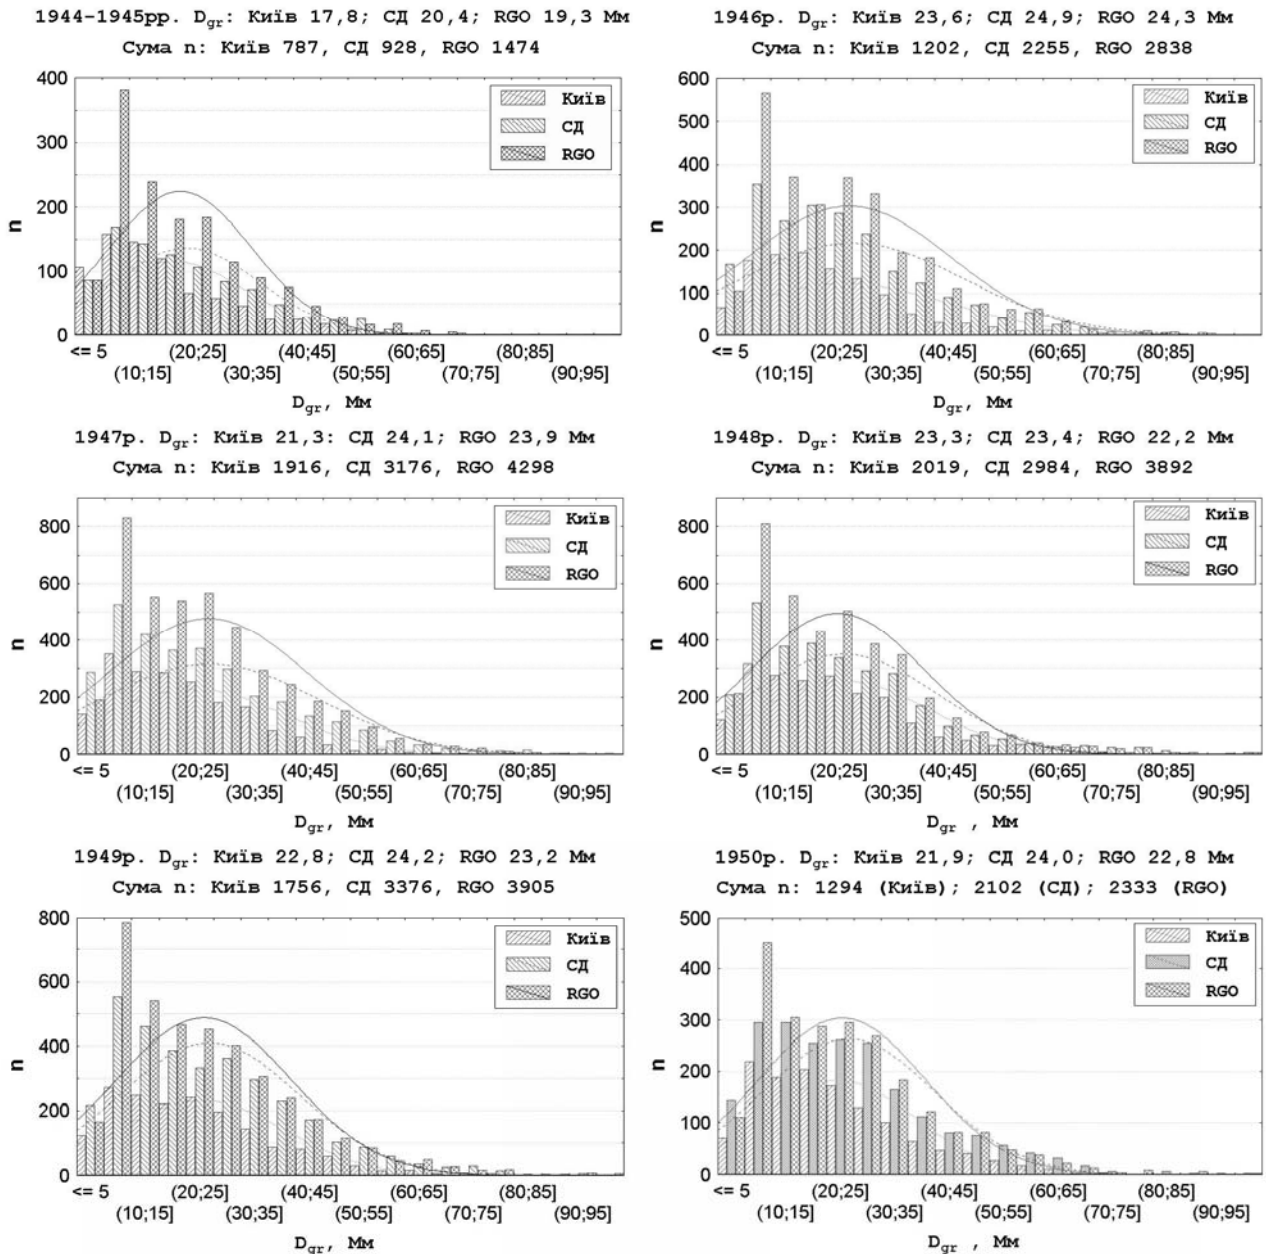 1944-1945рр. D_gr: Київ 17,8; СД 20,4; RGO 19,3 Мм
Сума n: Київ 787, СД 928, RGO 1474
400
300
200
100
0
n
Київ
СД
RGO
<= 5 (20;25] (40;45] (60;65] (80;85]
(10;15] (30;35] (50;55] (70;75] (90;95]
D_gr, Мм
1946р. D_gr: Київ 23,6; СД 24,9; RGO 24,3 Мм
Сума n: Київ 1202, СД 2255, RGO 2838
600
500
400
300
200
100
0
n
Київ
СД
RGO
<= 5 (20;25] (40;45] (60;65] (80;85]
(10;15] (30;35] (50;55] (70;75] (90;95]
D_gr, Мм
1947р. D_gr: Київ 21,3: СД 24,1; RGO 23,9 Мм
Сума n: Київ 1916, СД 3176, RGO 4298
800
600
400
200
0
n
Київ
СД
RGO
<= 5 (20;25] (40;45] (60;65] (80;85]
(10;15] (30;35] (50;55] (70;75] (90;95]
D_gr, Мм
1948р. D_gr: Київ 23,3; СД 23,4; RGO 22,2 Мм
Сума n: Київ 2019, СД 2984, RGO 3892
800
600
400
200
0
n
Київ
СД
RGO
<= 5 (20;25] (40;45] (60;65] (80;85]
(10;15] (30;35] (50;55] (70;75] (90;95]
D_gr , Мм
1949р. D_gr: Київ 22,8; СД 24,2; RGO 23,2 Мм
Сума n: Київ 1756, СД 3376, RGO 3905
800
600
400
200
0
n
Київ
СД
RGO
<= 5 (20;25] (40;45] (60;65] (80;85]
(10;15] (30;35] (50;55] (70;75] (90;95]
D_gr, Мм
1950р. D_gr: Київ 21,9; СД 24,0; RGO 22,8 Мм
Сума n: 1294 (Київ); 2102 (СД); 2333 (RGO)
500
400
300
200
100
0
n
Київ
СД
RGO
<= 5 (20;25] (40;45] (60;65] (80;85]
(10;15] (30;35] (50;55] (70;75] (90;95]
D_gr , Мм